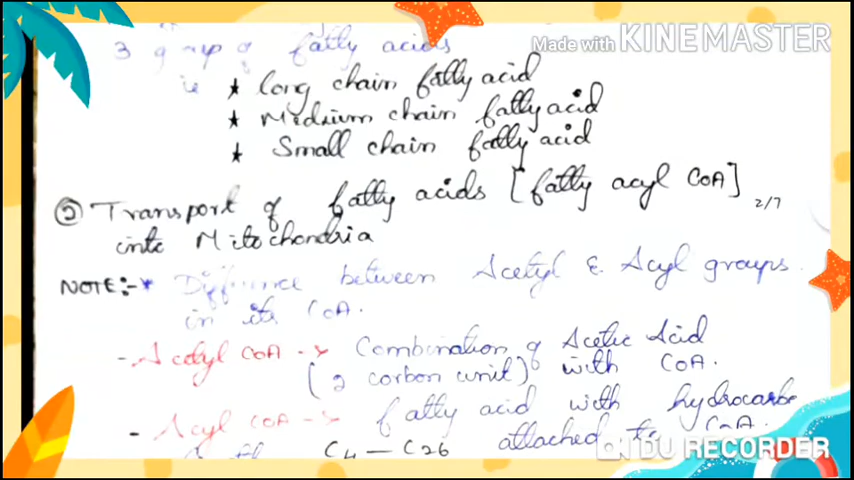 3 group of fatty acids
Made with KINEMASTER
ie * Long chain fatty acid
* Medium chain fatty acid
* Small chain fatty acid
② Transport of fatty acids [fatty acyl CoA]
2/7
into Mitochondria
NOTE:- * Difference between Acetyl & Acyl groups
in its CoA.
- Acetyl CoA -> Combination of Acetic Acid
(2 corbon unit) with CoA.
- Acyl CoA -> fatty acid with hydrocarbo
attached to CoA.
C4 - C26
DU RECORDER